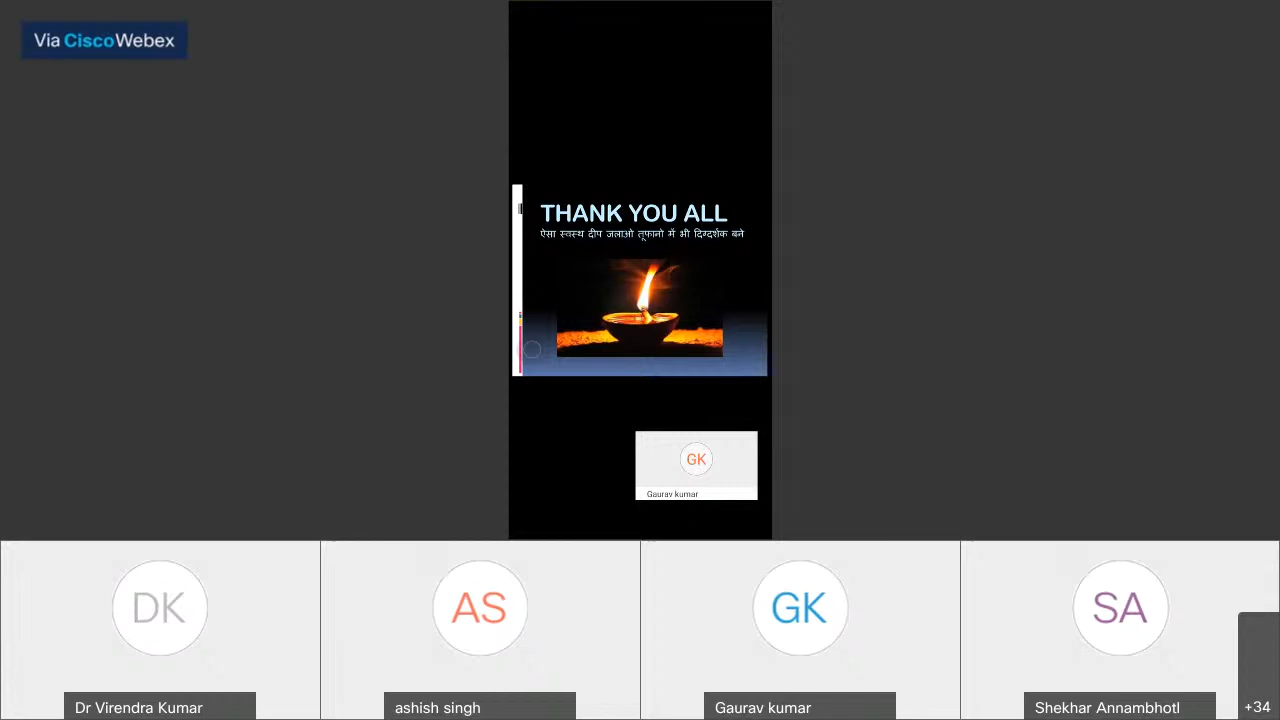 Via CiscoWebex
THANK YOU ALL
ऐसा स्वस्थ दीप जलाओ तूफानो में भी दिग्दर्शक बने
GK
Gaurav kumar
DK
AS
GK
SA
Dr Virendra Kumar
ashish singh
Gaurav kumar
Shekhar Annambhotl
+34